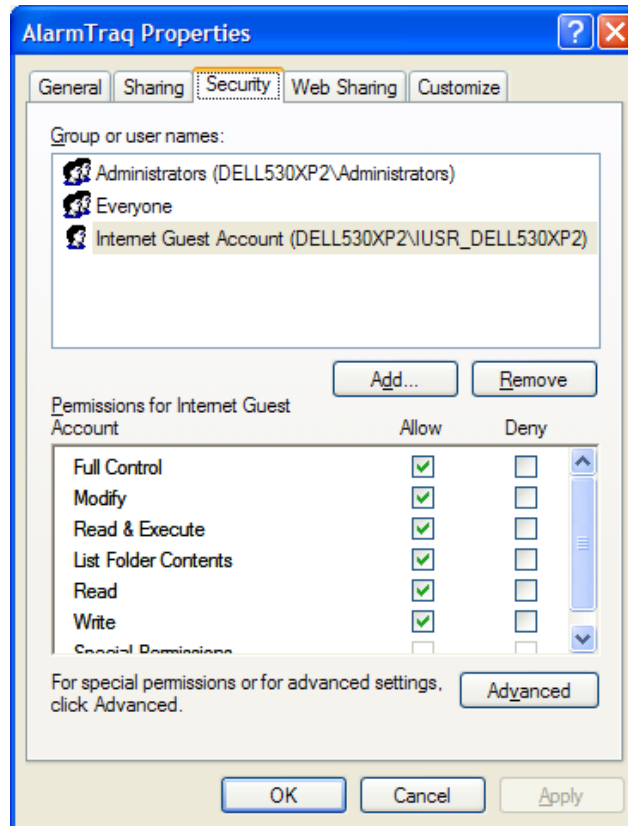 AlarmTraq Properties
General Sharing Security Web Sharing Customize
Group or user names:
Administrators (DELL530XP2\Administrators)
Everyone
Internet Guest Account (DELL530XP2\IUSR_DELL530XP2)
Add... Remove
Permissions for Internet Guest
Account Allow Deny
Full Control
Modify
Read & Execute
List Folder Contents
Read
Write
Special Permissions
For special permissions or for advanced settings,
click Advanced.
Advanced
OK Cancel Apply